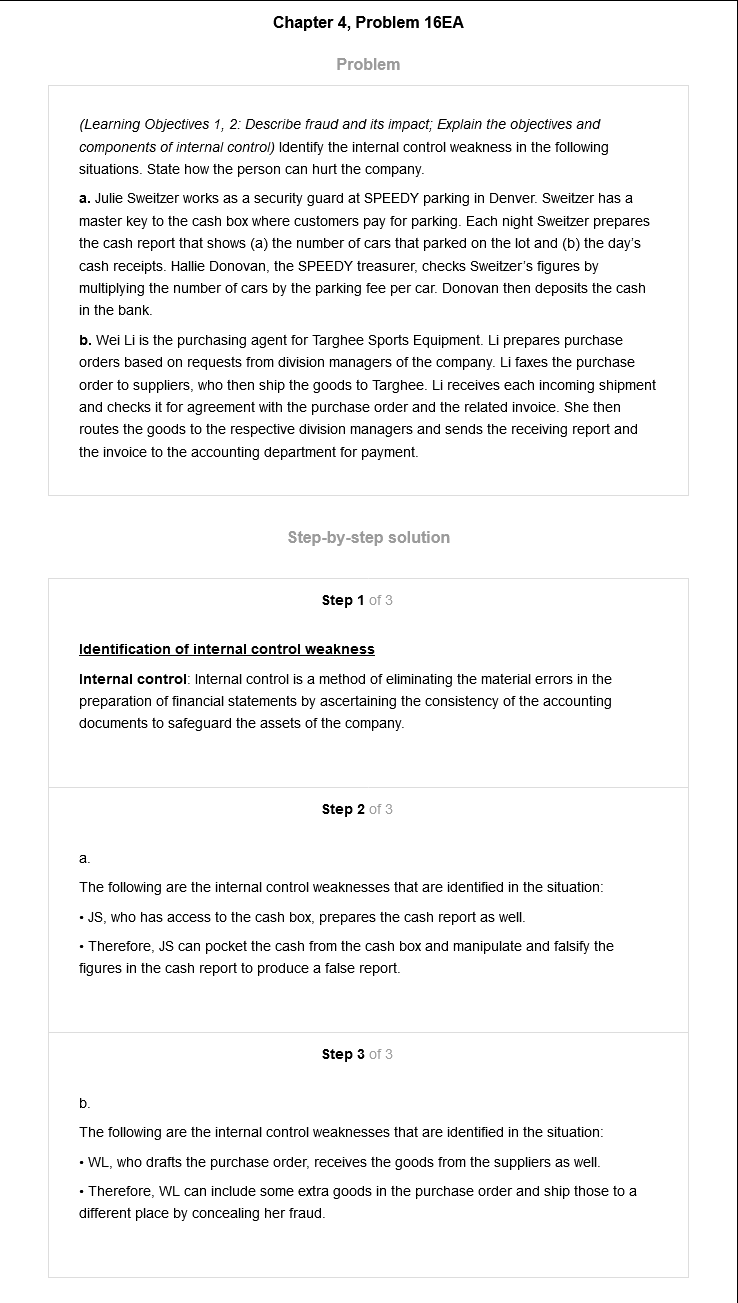 Chapter 4, Problem 16EA
Problem
(Learning Objectives 1, 2: Describe fraud and its impact; Explain the objectives and
components of internal control) Identify the internal control weakness in the following
situations. State how the person can hurt the company.
a. Julie Sweitzer works as a security guard at SPEEDY parking in Denver. Sweitzer has a
master key to the cash box where customers pay for parking. Each night Sweitzer prepares
the cash report that shows (a) the number of cars that parked on the lot and (b) the day's
cash receipts. Hallie Donovan, the SPEEDY treasurer, checks Sweitzer's figures by
multiplying the number of cars by the parking fee per car. Donovan then deposits the cash
in the bank.
b. Wei Li is the purchasing agent for Targhee Sports Equipment. Li prepares purchase
orders based on requests from division managers of the company. Li faxes the purchase
order to suppliers, who then ship the goods to Targhee. Li receives each incoming shipment
and checks it for agreement with the purchase order and the related invoice. She then
routes the goods to the respective division managers and sends the receiving report and
the invoice to the accounting department for payment.
Step-by-step solution
Step 1 of 3
Identification of internal control weakness
Internal control: Internal control is a method of eliminating the material errors in the
preparation of financial statements by ascertaining the consistency of the accounting
documents to safeguard the assets of the company.
Step 2 of 3
a.
The following are the internal control weaknesses that are identified in the situation:
• JS, who has access to the cash box, prepares the cash report as well.
• Therefore, JS can pocket the cash from the cash box and manipulate and falsify the
figures in the cash report to produce a false report.
Step 3 of 3
b.
The following are the internal control weaknesses that are identified in the situation:
• WL, who drafts the purchase order, receives the goods from the suppliers as well.
• Therefore, WL can include some extra goods in the purchase order and ship those to a
different place by concealing her fraud.